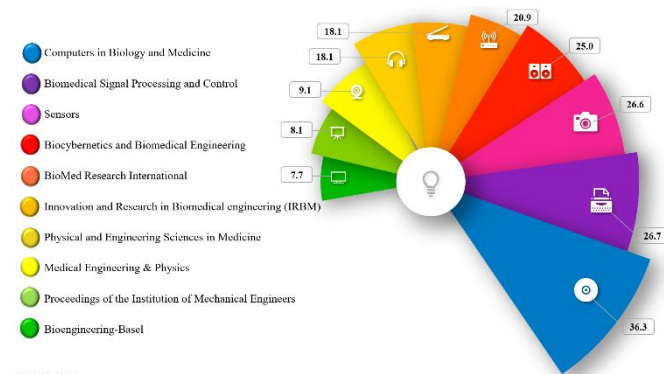 Computers in Biology and Medicine
Biomedical Signal Processing and Control
Sensors
Biocybernetics and Biomedical Engineering
BioMed Research International
Innovation and Research in Biomedical engineering (IRBM)
Physical and Engineering Sciences in Medicine
Medical Engineering & Physics
Proceedings of the Institution of Mechanical Engineers
Bioengineering-Basel
7.7
8.1
9.1
18.1
18.1
20.9
25.0
26.6
26.7
36.3